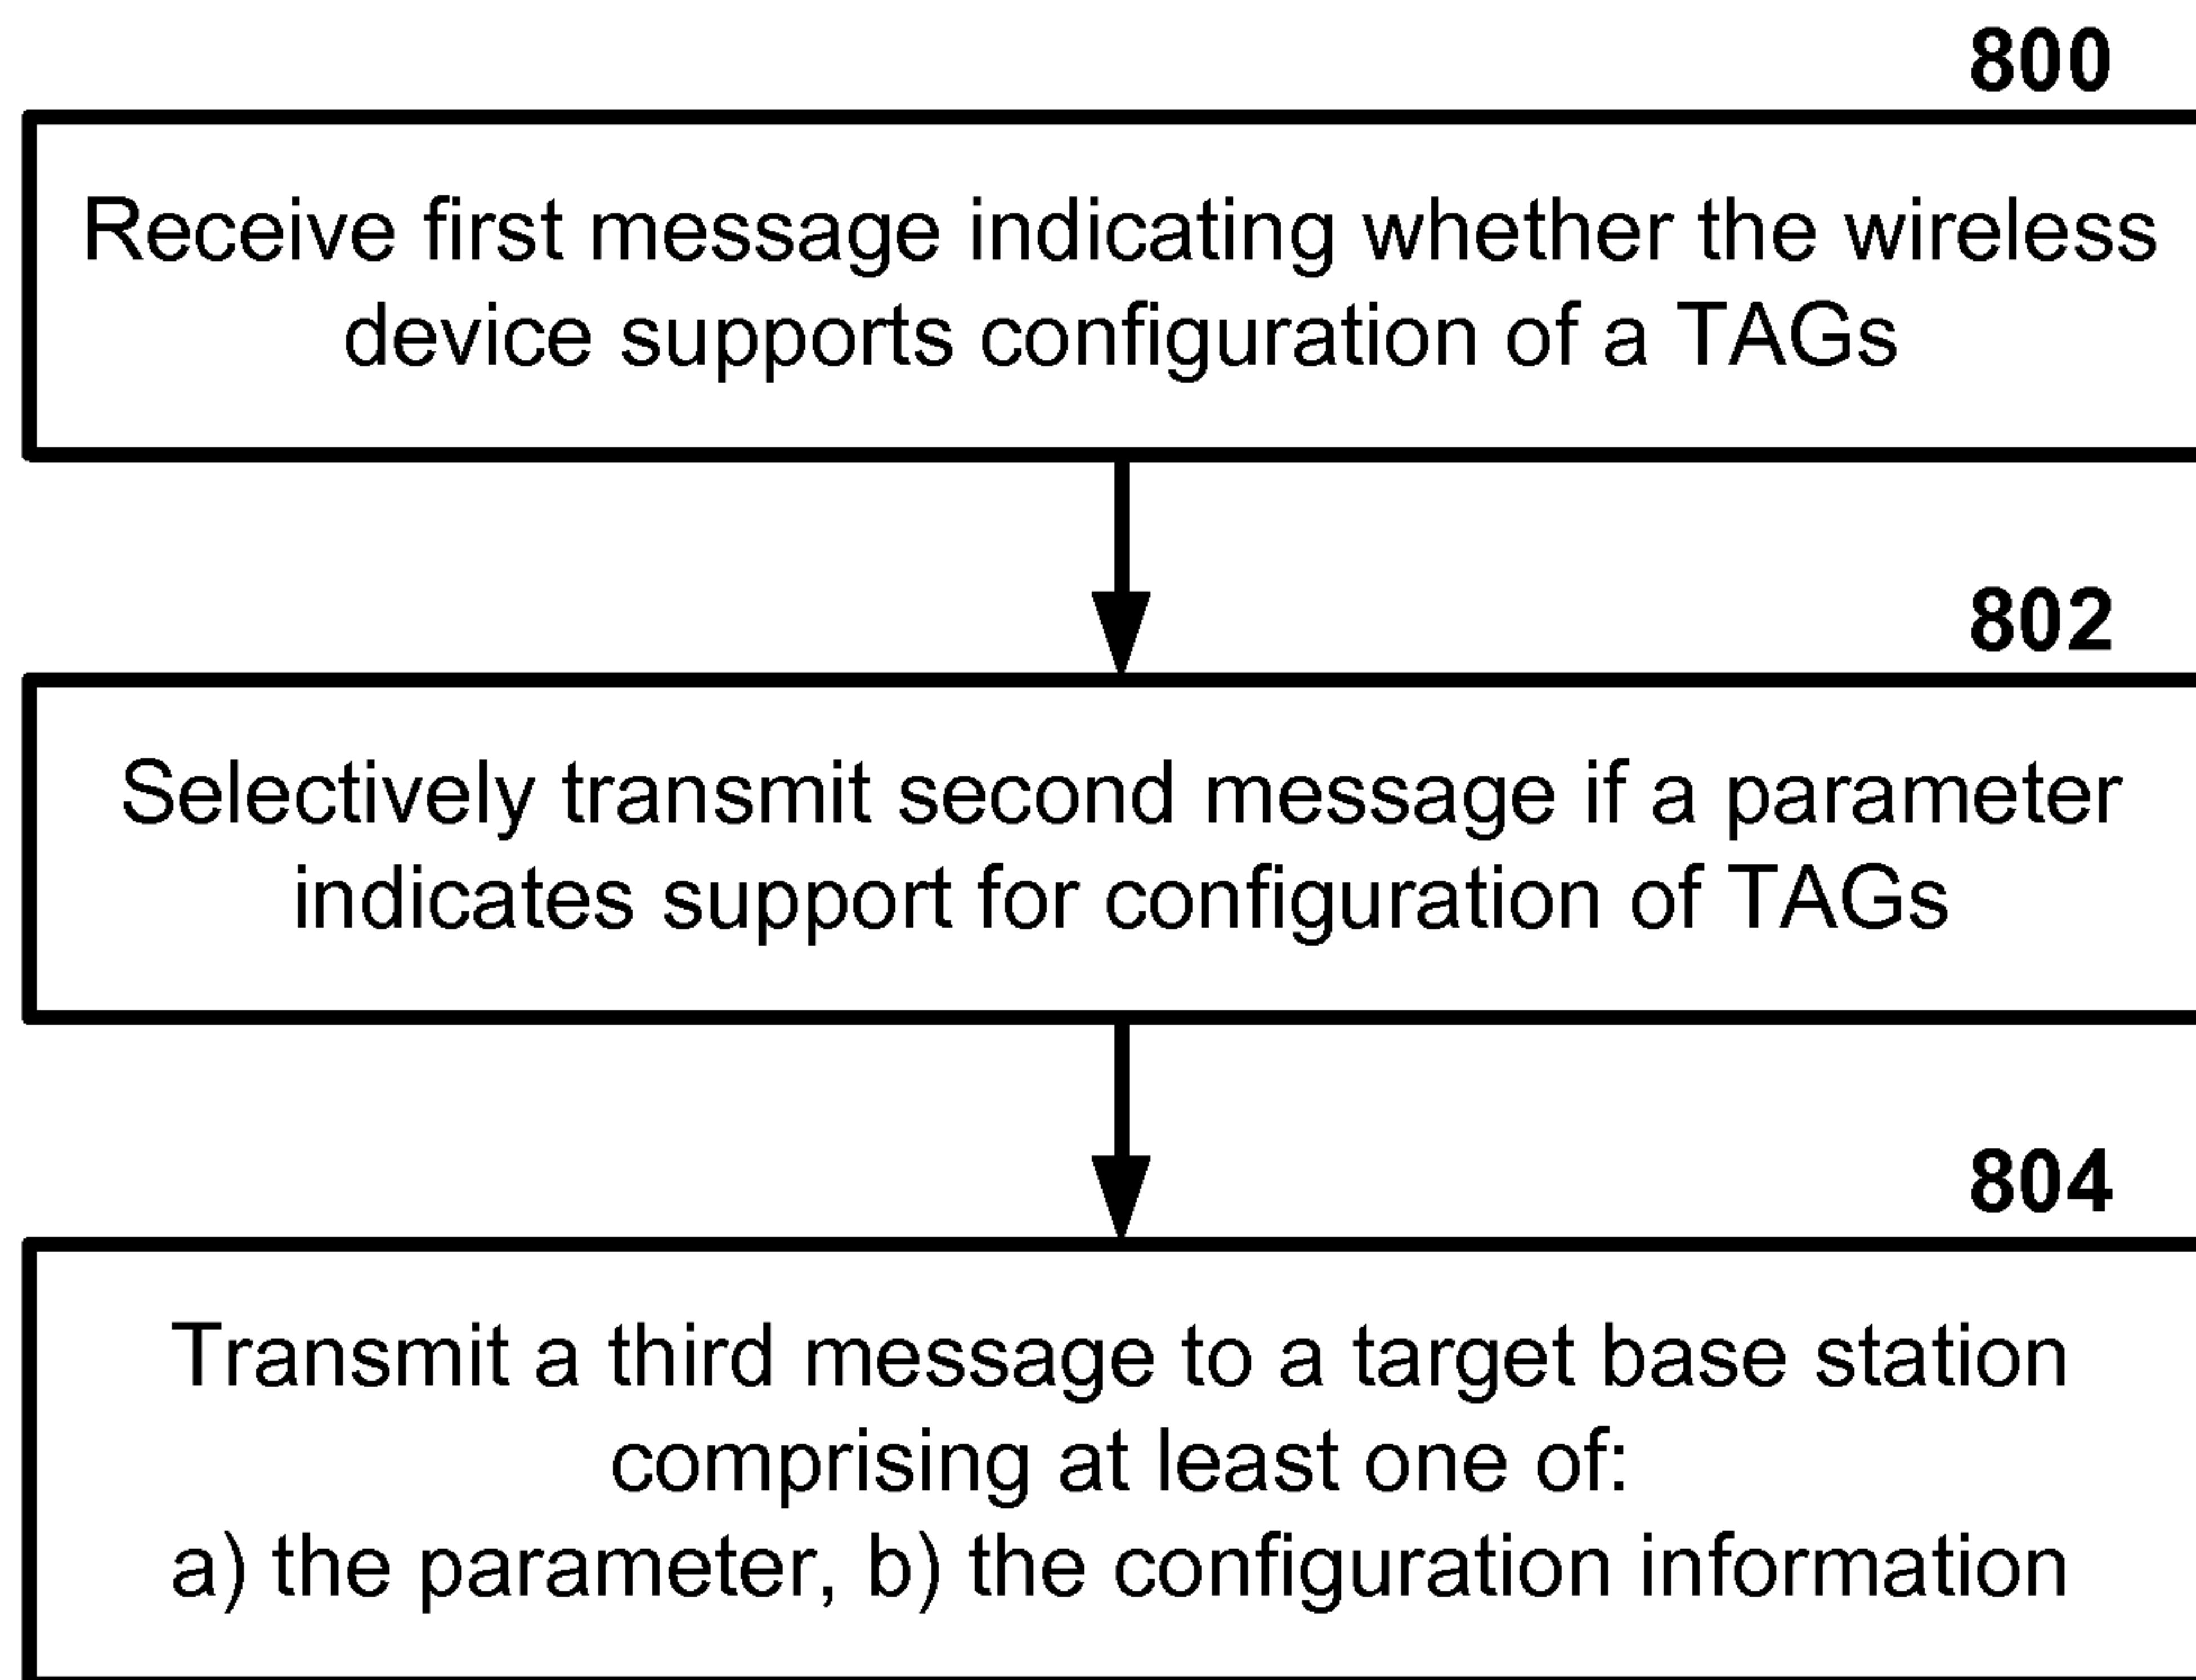 800
Receive first message indicating whether the wireless
device supports configuration of a TAGs
802
Selectively transmit second message if a parameter
indicates support for configuration of TAGs
804
Transmit a third message to a target base station
comprising at least one of:
a) the parameter, b) the configuration information